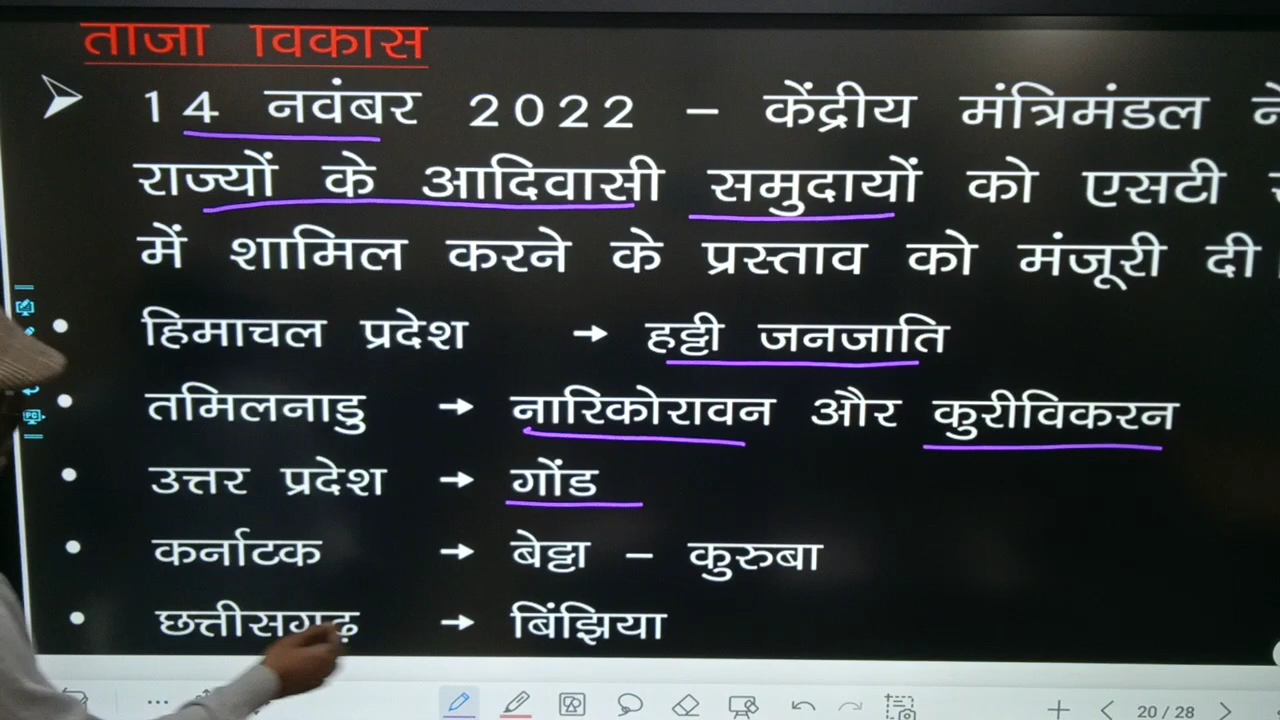 ताजा विकास
14 नवंबर 2022 – केंद्रीय मंत्रिमंडल ने
राज्यों के आदिवासी समुदायों को एसटी
में शामिल करने के प्रस्ताव को मंजूरी दी
हिमाचल प्रदेश → हट्टी जनजाति
तमिलनाडु → नारिकोरावन और कुरीविकरन
उत्तर प्रदेश → गोंड
कर्नाटक → बेट्टा – कुरुबा
छत्तीसगढ़ → बिंझिया
20 / 28